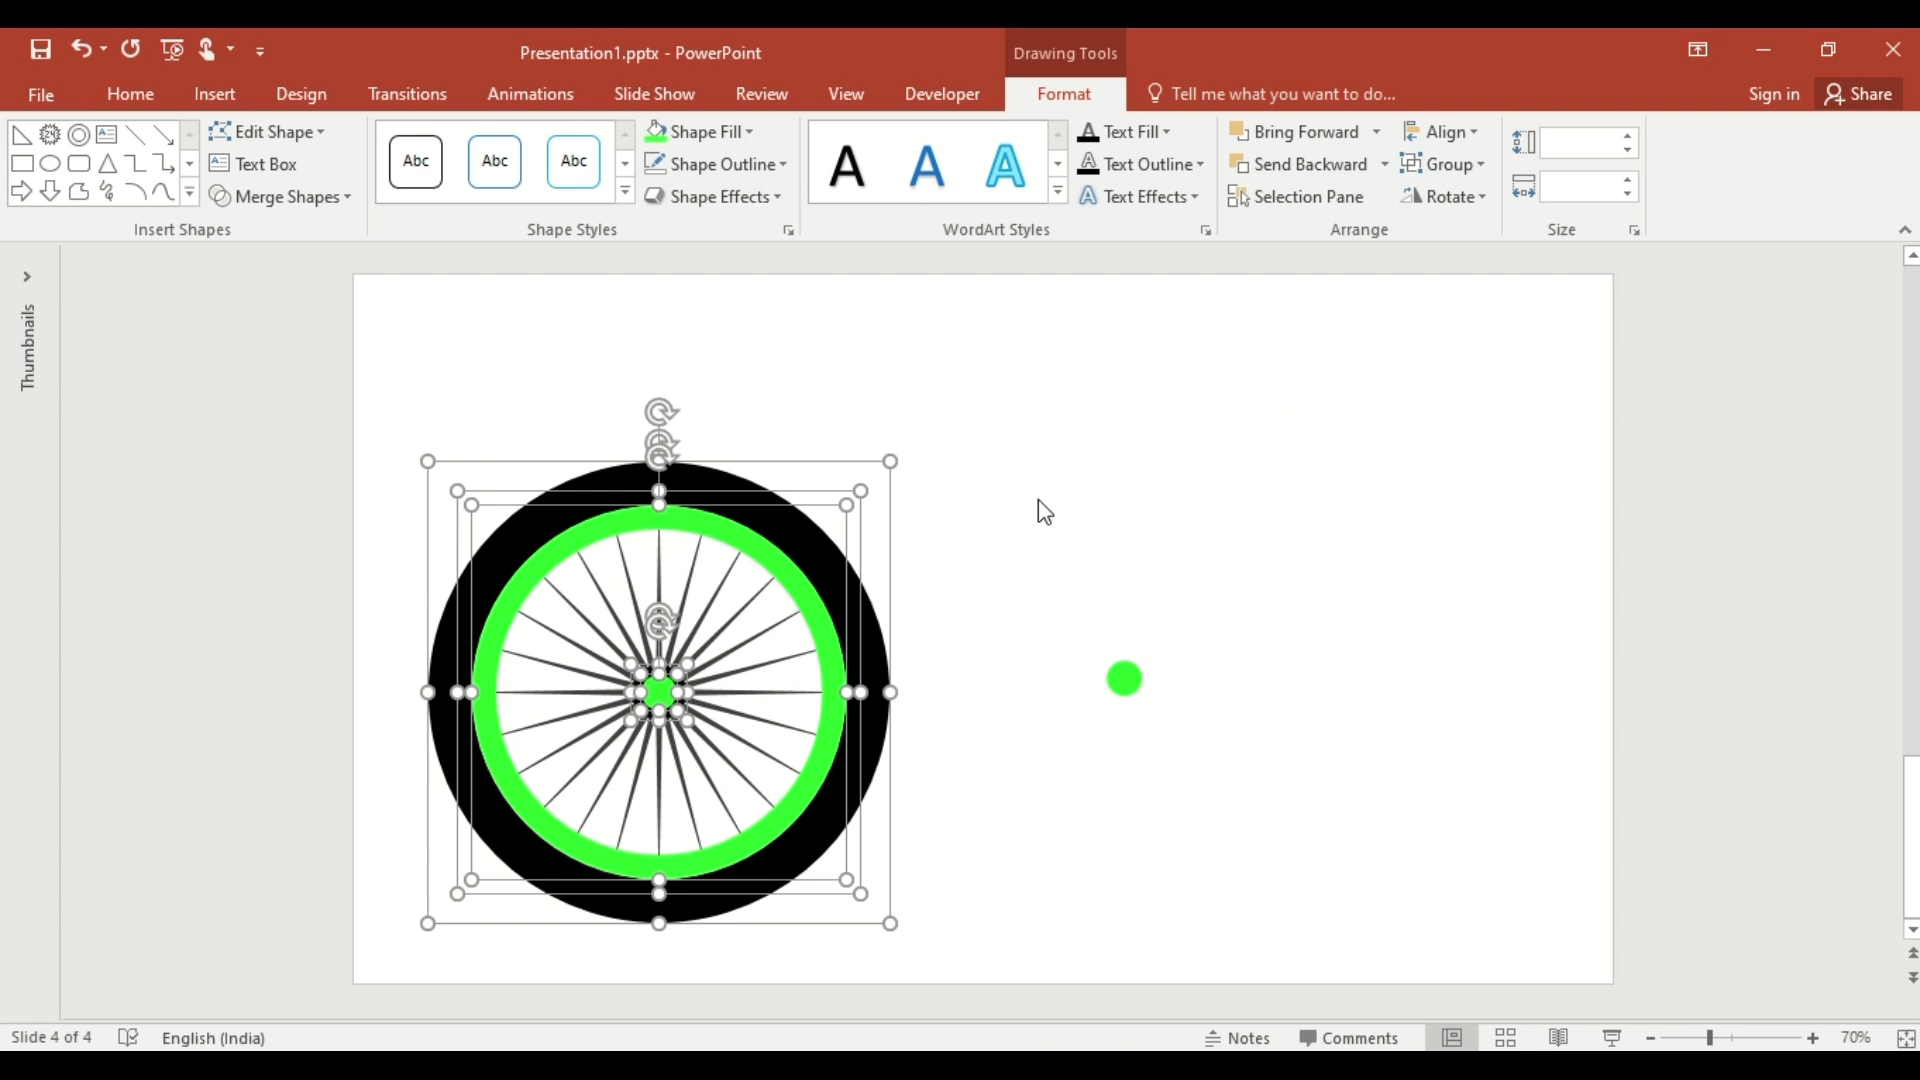 Presentation1.pptx - PowerPoint
Drawing Tools
File Home Insert Design Transitions Animations Slide Show Review View Developer Format Tell me what you want to do... Sign in Share
Edit Shape
Text Box
Merge Shapes
Insert Shapes
Abc Abc Abc
Shape Fill
Shape Outline
Shape Effects
Shape Styles
A A A
Text Fill
Text Outline
Text Effects
WordArt Styles
Bring Forward
Send Backward
Selection Pane
Align
Group
Rotate
Arrange
Size
Thumbnails
Slide 4 of 4 English (India) Notes Comments 70%